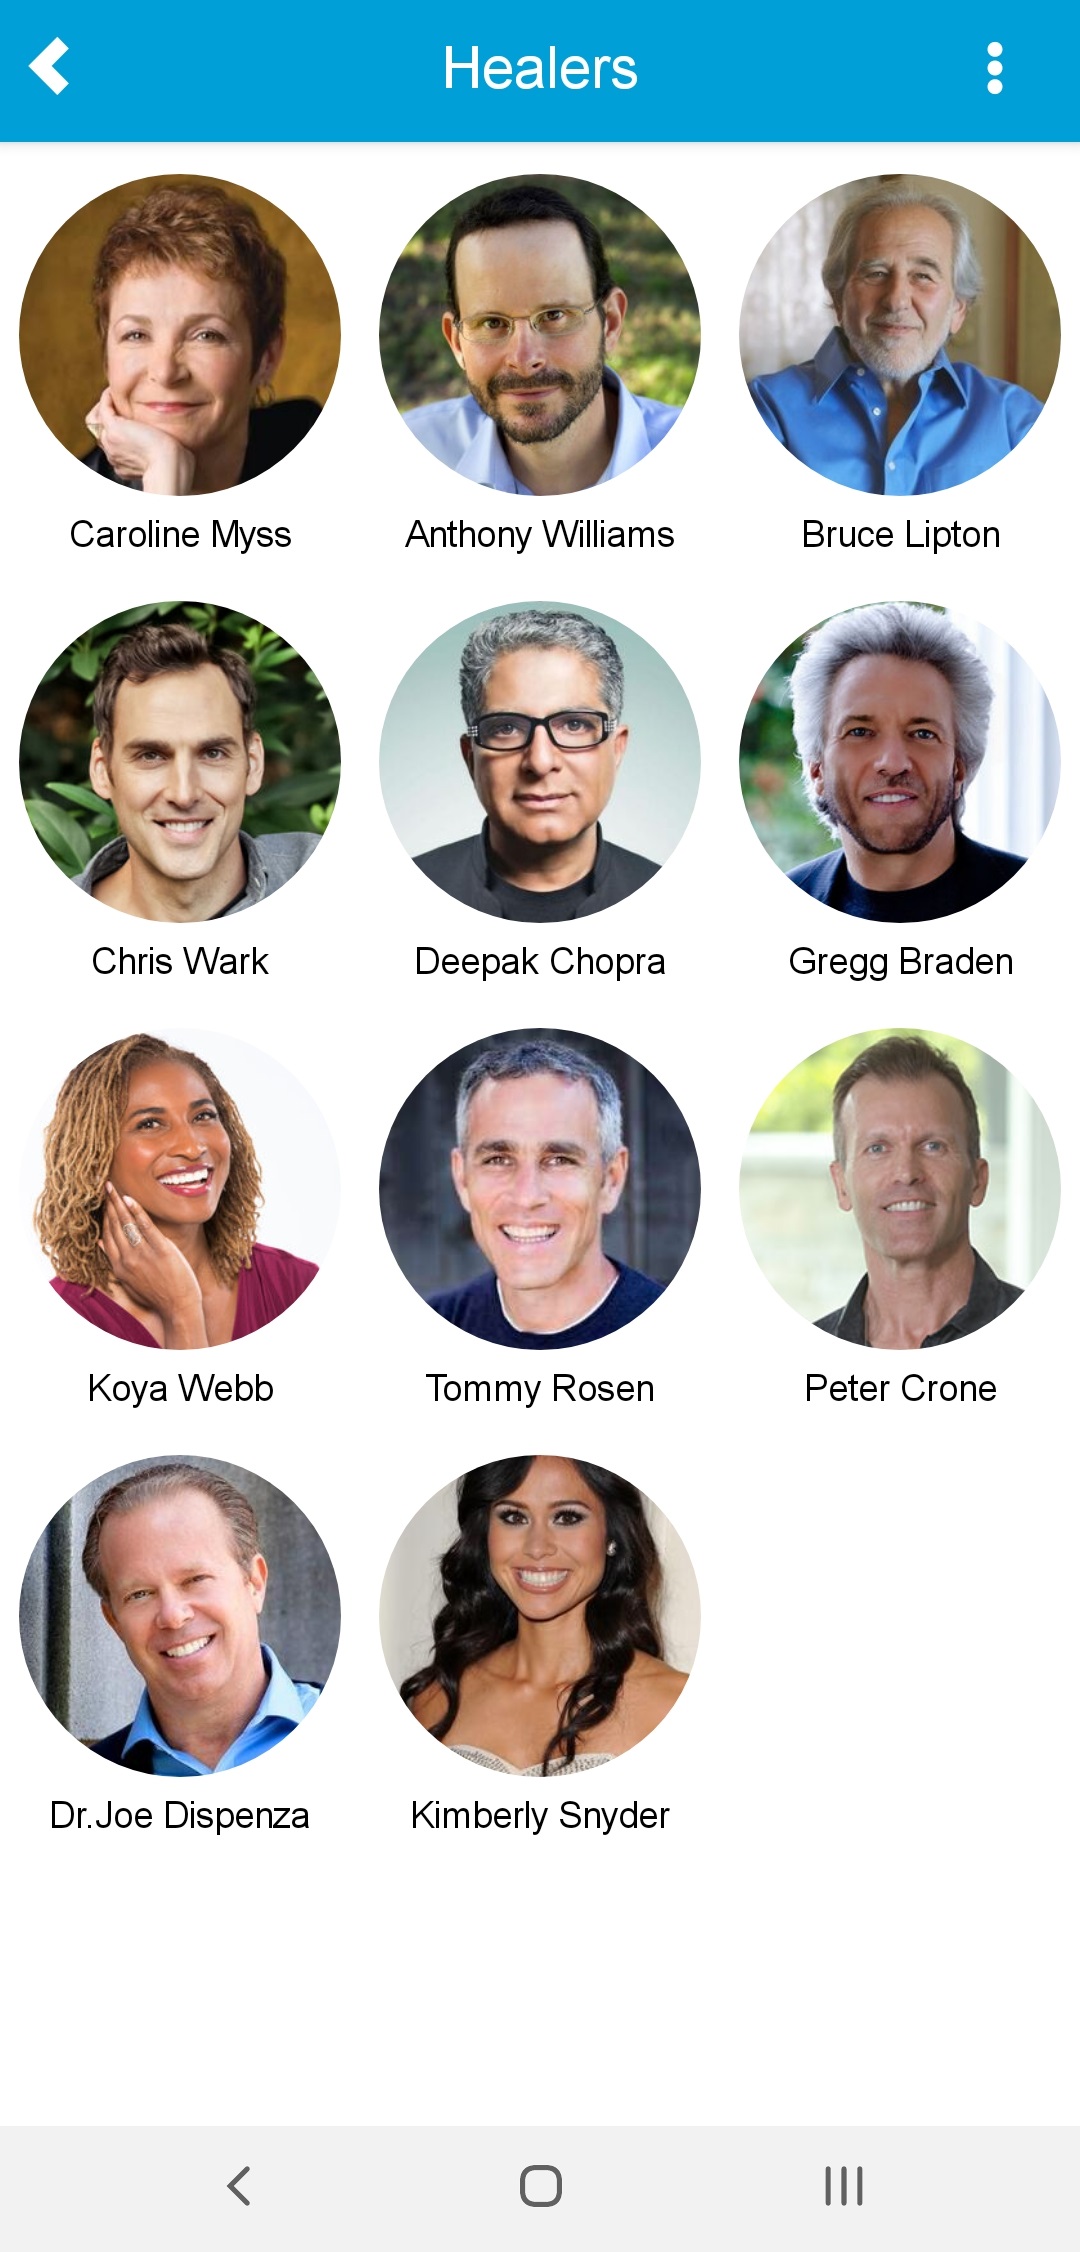 Healers
Caroline Myss
Anthony Williams
Bruce Lipton
Chris Wark
Deepak Chopra
Gregg Braden
Koya Webb
Tommy Rosen
Peter Crone
Dr.Joe Dispenza
Kimberly Snyder